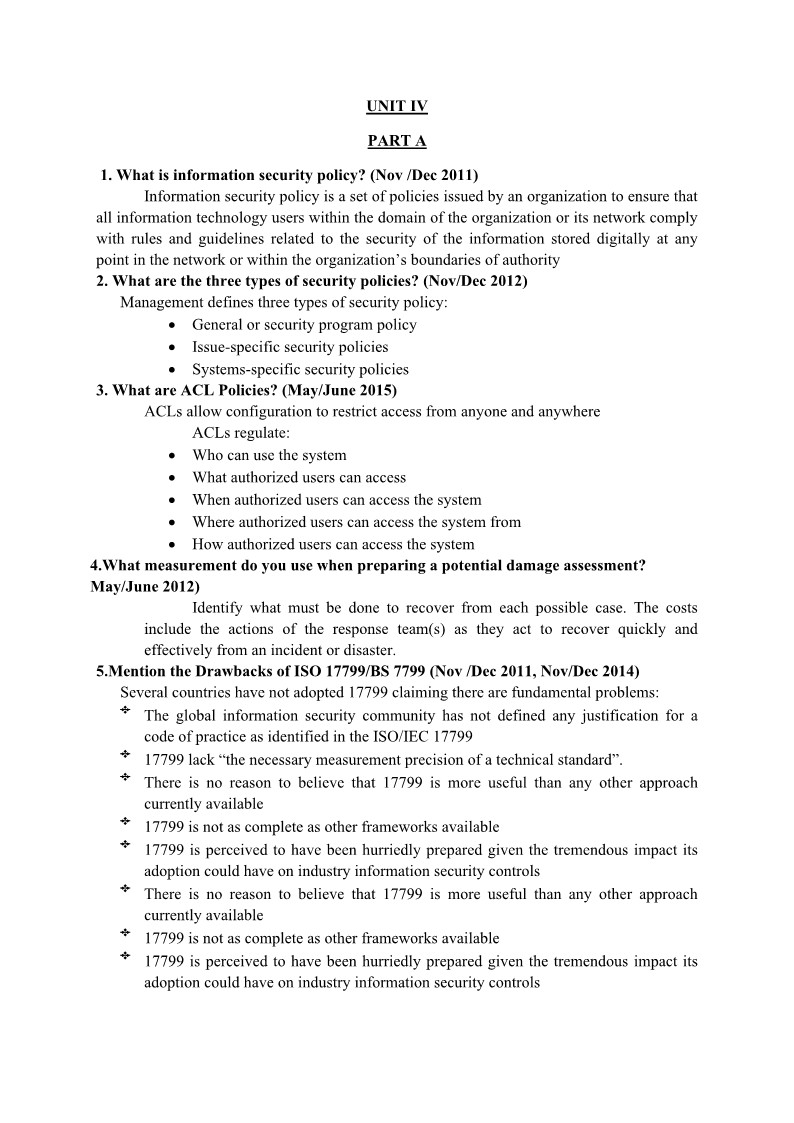 UNIT IV
PART A
1. What is information security policy? (Nov /Dec 2011)
Information security policy is a set of policies issued by an organization to ensure that
all information technology users within the domain of the organization or its network comply
with rules and guidelines related to the security of the information stored digitally at any
point in the network or within the organization’s boundaries of authority
2. What are the three types of security policies? (Nov/Dec 2012)
Management defines three types of security policy:
• General or security program policy
• Issue-specific security policies
• Systems-specific security policies
3. What are ACL Policies? (May/June 2015)
ACLs allow configuration to restrict access from anyone and anywhere
ACLs regulate:
• Who can use the system
• What authorized users can access
• When authorized users can access the system
• Where authorized users can access the system from
• How authorized users can access the system
4.What measurement do you use when preparing a potential damage assessment?
May/June 2012)
Identify what must be done to recover from each possible case. The costs
include the actions of the response team(s) as they act to recover quickly and
effectively from an incident or disaster.
5.Mention the Drawbacks of ISO 17799/BS 7799 (Nov /Dec 2011, Nov/Dec 2014)
Several countries have not adopted 17799 claiming there are fundamental problems:
✣ The global information security community has not defined any justification for a
code of practice as identified in the ISO/IEC 17799
✣ 17799 lack “the necessary measurement precision of a technical standard”.
✣ There is no reason to believe that 17799 is more useful than any other approach
currently available
✣ 17799 is not as complete as other frameworks available
✣ 17799 is perceived to have been hurriedly prepared given the tremendous impact its
adoption could have on industry information security controls
✣ There is no reason to believe that 17799 is more useful than any other approach
currently available
✣ 17799 is not as complete as other frameworks available
✣ 17799 is perceived to have been hurriedly prepared given the tremendous impact its
adoption could have on industry information security controls